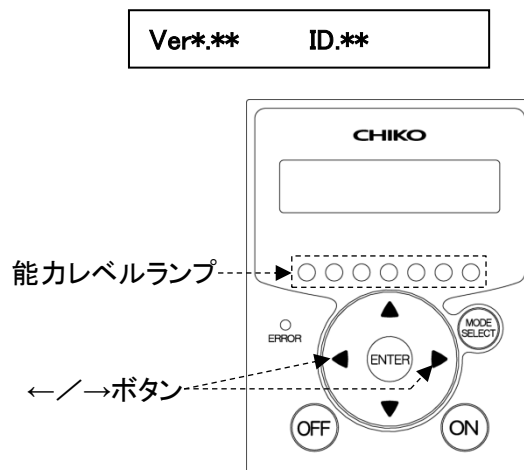 Ver*.** ID.**
CHIKO
能力レベルランプ
MODE
SELECT
ERROR
ENTER
←／→ボタン
OFF
ON